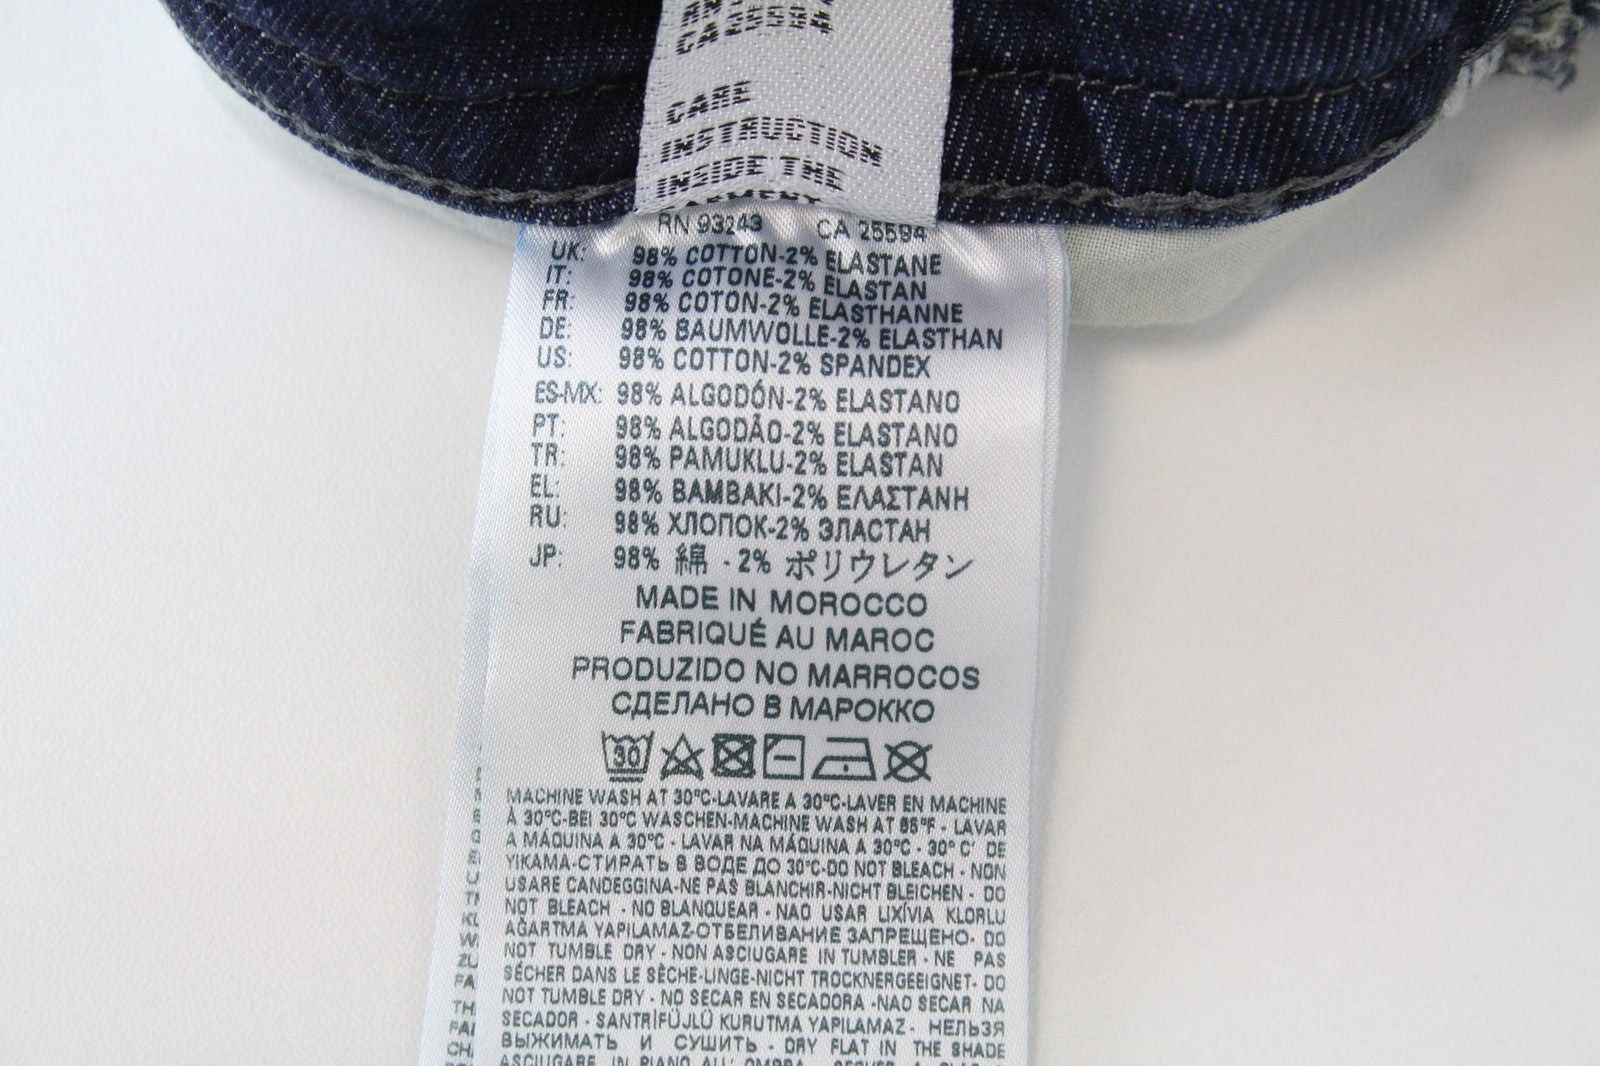 CA25594
CARE
INSTRUCTION
INSIDE THE
GARMENT
RN 93243 CA 25594
UK: 98% COTTON-2% ELASTANE
IT: 98% COTONE-2% ELASTAN
FR: 98% COTON-2% ELASTHANNE
DE: 98% BAUMWOLLE-2% ELASTHAN
US: 98% COTTON-2% SPANDEX
ES-MX: 98% ALGODÓN-2% ELASTANO
PT: 98% ALGODÃO-2% ELASTANO
TR: 98% PAMUKLU-2% ELASTAN
EL: 98% ΒΑΜΒΑΚΙ-2% ΕΛΑΣΤΑΝΗ
RU: 98% ХЛОПОК-2% ЭЛАСТАН
JP: 98% 綿 - 2% ポリウレタン
MADE IN MOROCCO
FABRIQUÉ AU MAROC
PRODUZIDO NO MARROCOS
СДЕЛАНО В МАРОККО
30
MACHINE WASH AT 30°C-LAVARE A 30°C-LAVER EN MACHINE
À 30°C-BEI 30°C WASCHEN-MACHINE WASH AT 85°F - LAVAR
A MÁQUINA A 30°C - LAVAR NA MÁQUINA A 30°C - 30° C' DE
YIKAMA-СТИРАТЬ В ВОДЕ ДО 30°C-DO NOT BLEACH - NON
USARE CANDEGGINA-NE PAS BLANCHIR-NICHT BLEICHEN - DO
NOT BLEACH - NO BLANQUEAR - NAO USAR LIXÍVIA KLORLU
AĞARTMA YAPILAMAZ-ОТБЕЛИВАНИЕ ЗАПРЕЩЕНО- DO
NOT TUMBLE DRY - NON ASCIUGARE IN TUMBLER - NE PAS
SÉCHER DANS LE SÈCHE-LINGE-NICHT TROCKNERGEEIGNET- DO
NOT TUMBLE DRY - NO SECAR EN SECADORA -NAO SECAR NA
SECADOR - SANTRİFÜJLÜ KURUTMA YAPILAMAZ - НЕЛЬЗЯ
ВЫЖИМАТЬ И СУШИТЬ - DRY FLAT IN THE SHADE
ASCIUGARE IN PIANO ALL' OMBRA